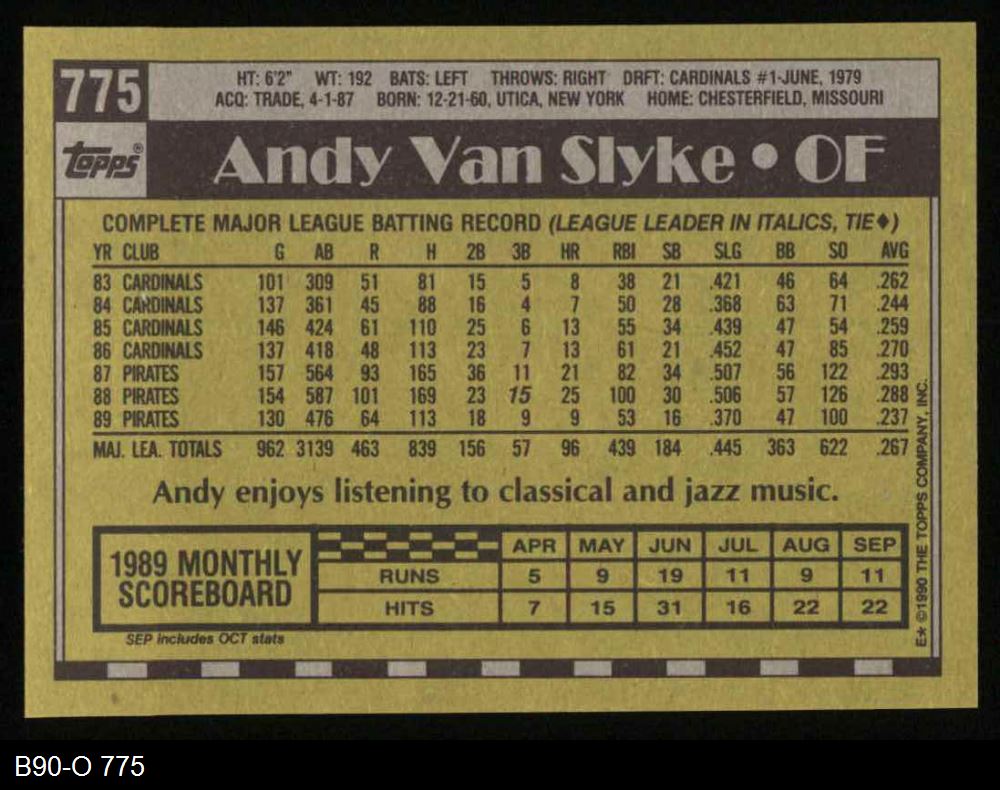 775
HT: 6'2" WT: 192 BATS: LEFT THROWS: RIGHT DRFT: CARDINALS #1-JUNE, 1979
ACQ: TRADE, 4-1-87 BORN: 12-21-60, UTICA, NEW YORK HOME: CHESTERFIELD, MISSOURI
Topps®
Andy Van Slyke • OF
COMPLETE MAJOR LEAGUE BATTING RECORD (LEAGUE LEADER IN ITALICS, TIE♦)
YR CLUB G AB R H 2B 3B HR RBI SB SLG BB SO AVG
83 CARDINALS 101 309 51 81 15 5 8 38 21 .421 46 64 .262
84 CARDINALS 137 361 45 88 16 4 7 50 28 .368 63 71 .244
85 CARDINALS 146 424 61 110 25 6 13 55 34 .439 47 54 .259
86 CARDINALS 137 418 48 113 23 7 13 61 21 .452 47 85 .270
87 PIRATES 157 564 93 165 36 11 21 82 34 .507 56 122 .293
88 PIRATES 154 587 101 169 23 15 25 100 30 .506 57 126 .288
89 PIRATES 130 476 64 113 18 9 9 53 16 .370 47 100 .237
MAJ. LEA. TOTALS 962 3139 463 839 156 57 96 439 184 .445 363 622 .267
Andy enjoys listening to classical and jazz music.
1989 MONTHLY SCOREBOARD
APR MAY JUN JUL AUG SEP
RUNS 5 9 19 11 9 11
HITS 7 15 31 16 22 22
SEP includes OCT stats
E★ ©1990 THE TOPPS COMPANY, INC.
B90-O 775